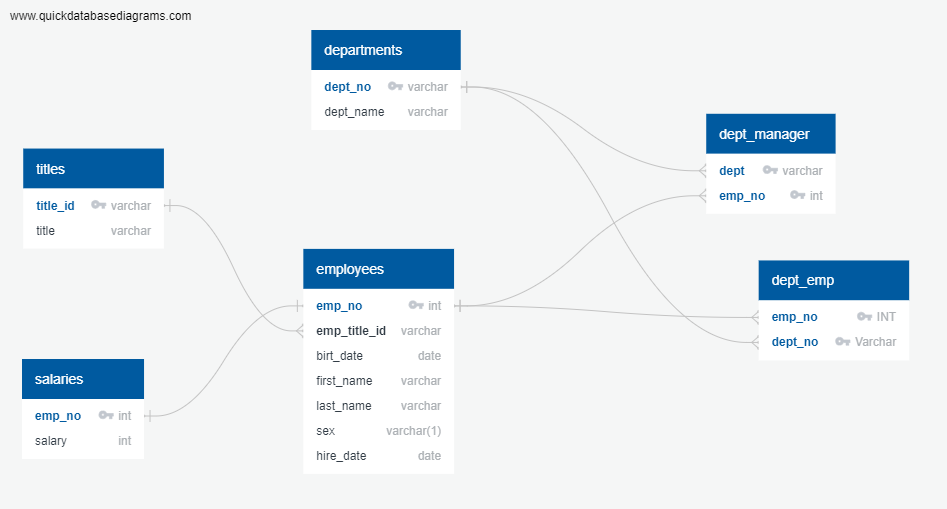 www.quickdatabasediagrams.com
departments
dept_no varchar
dept_name varchar
dept_manager
dept varchar
emp_no int
titles
title_id varchar
title varchar
employees
emp_no int
emp_title_id varchar
birt_date date
first_name varchar
last_name varchar
sex varchar(1)
hire_date date
dept_emp
emp_no INT
dept_no Varchar
salaries
emp_no int
salary int